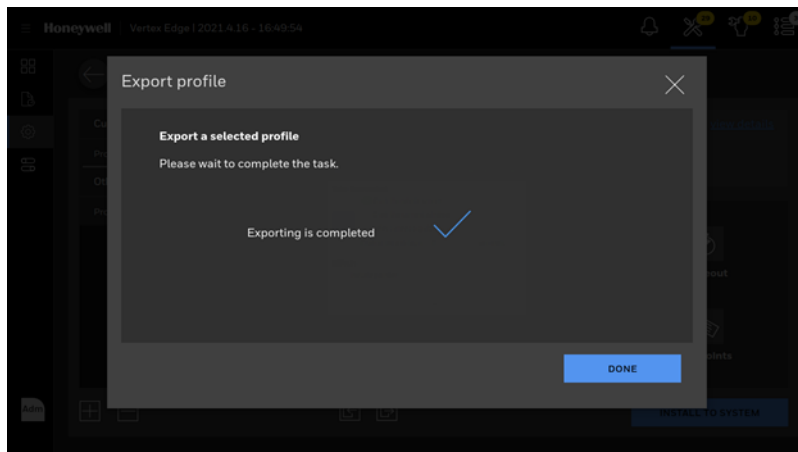 Honeywell
Vertex Edge | 2021.4.16 - 16:49:54
Export profile
Export a selected profile
Please wait to complete the task.
Exporting is completed
DONE
Adm
INSTALL TO SYSTEM